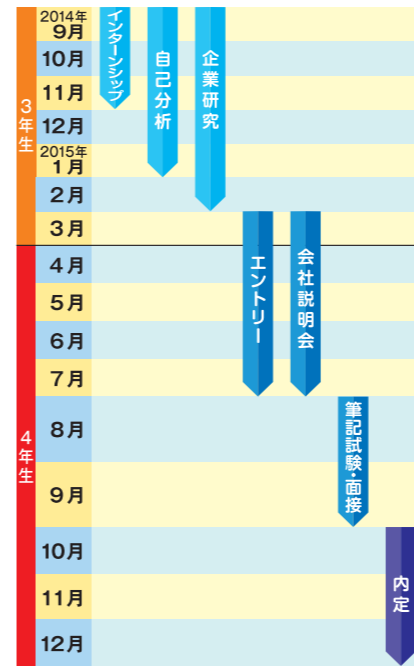 3年生
4年生
2014年
9月
10月
11月
12月
2015年
1月
2月
3月
4月
5月
6月
7月
8月
9月
10月
11月
12月
インターンシップ
自己分析
企業研究
エントリー
会社説明会
筆記試験・面接
内定